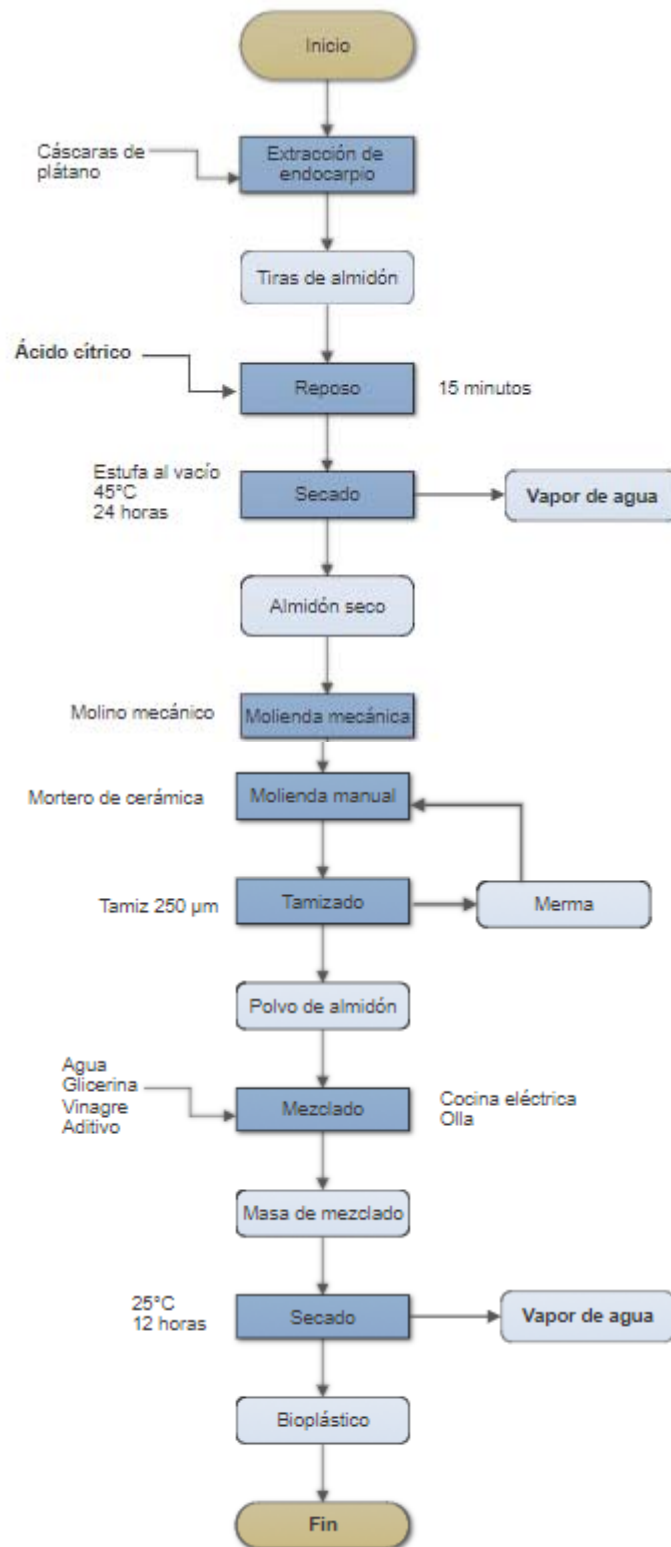 Inicio
Cáscaras de
plátano
Extracción de
endocarpio
Tiras de almidón
Ácido cítrico
Reposo
15 minutos
Estufa al vacío
45°C
24 horas
Secado
Vapor de agua
Almidón seco
Molino mecánico
Molienda mecánica
Mortero de cerámica
Molienda manual
Tamiz 250 µm
Tamizado
Merma
Polvo de almidón
Agua
Glicerina
Vinagre
Aditivo
Mezclado
Cocina eléctrica
Olla
Masa de mezclado
25°C
12 horas
Secado
Vapor de agua
Bioplástico
Fin